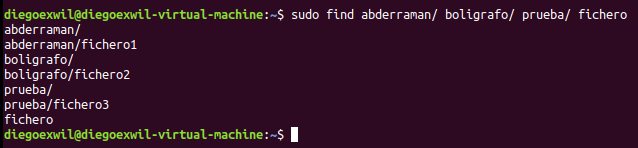 diegoexwil@diegoexwil-virtual-machine:~$ sudo find abderraman/ boligrafo/ prueba/ fichero
abderraman/
abderraman/fichero1
boligrafo/
boligrafo/fichero2
prueba/
prueba/fichero3
fichero
diegoexwil@diegoexwil-virtual-machine:~$